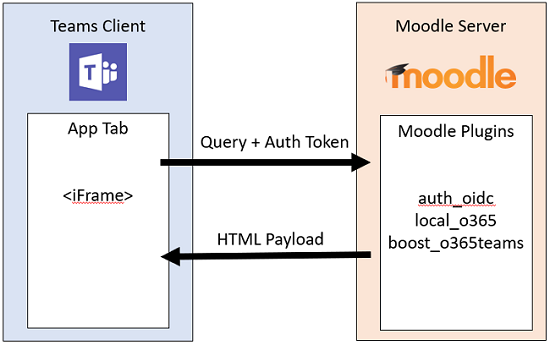 Teams Client
Moodle Server
T
moodle
App Tab
Moodle Plugins
Query + Auth Token
<iFrame>
auth_oidc
local_o365
HTML Payload
boost_o365teams